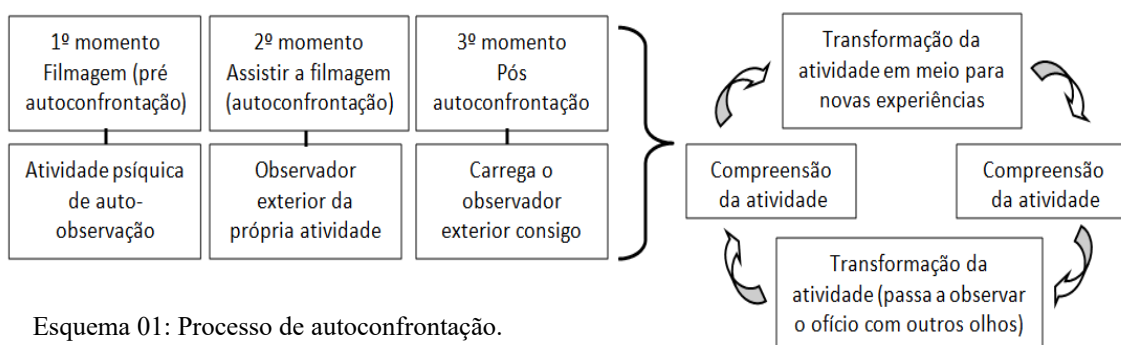 1º momento
Filmagem (pré
autoconfrontação)
2º momento
Assistir a filmagem
(autoconfrontação)
3º momento
Pós
autoconfrontação
Atividade psíquica
de auto-
observação
Observador
exterior da
própria atividade
Carrega o
observador
exterior consigo
Transformação da
atividade em meio para
novas experiências
Compreensão
da atividade
Compreensão
da atividade
Transformação da
atividade (passa a observar
o ofício com outros olhos)
Esquema 01: Processo de autoconfrontação.